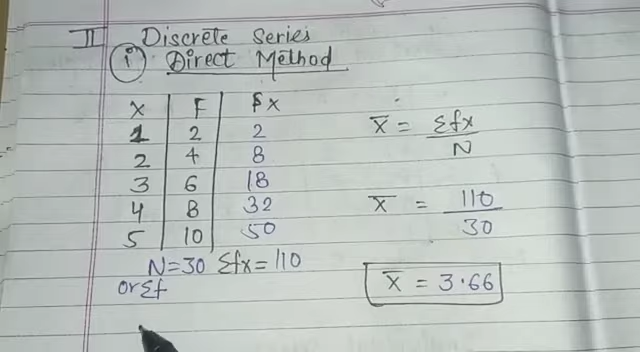 II Discrete Series
(i) Direct Method
X F Fx
1 2 2
2 4 8
3 6 18
4 8 32
5 10 50
N=30 Σfx=110
or Σf
x̄ = Σfx / N
x̄ = 110 / 30
x̄ = 3.66